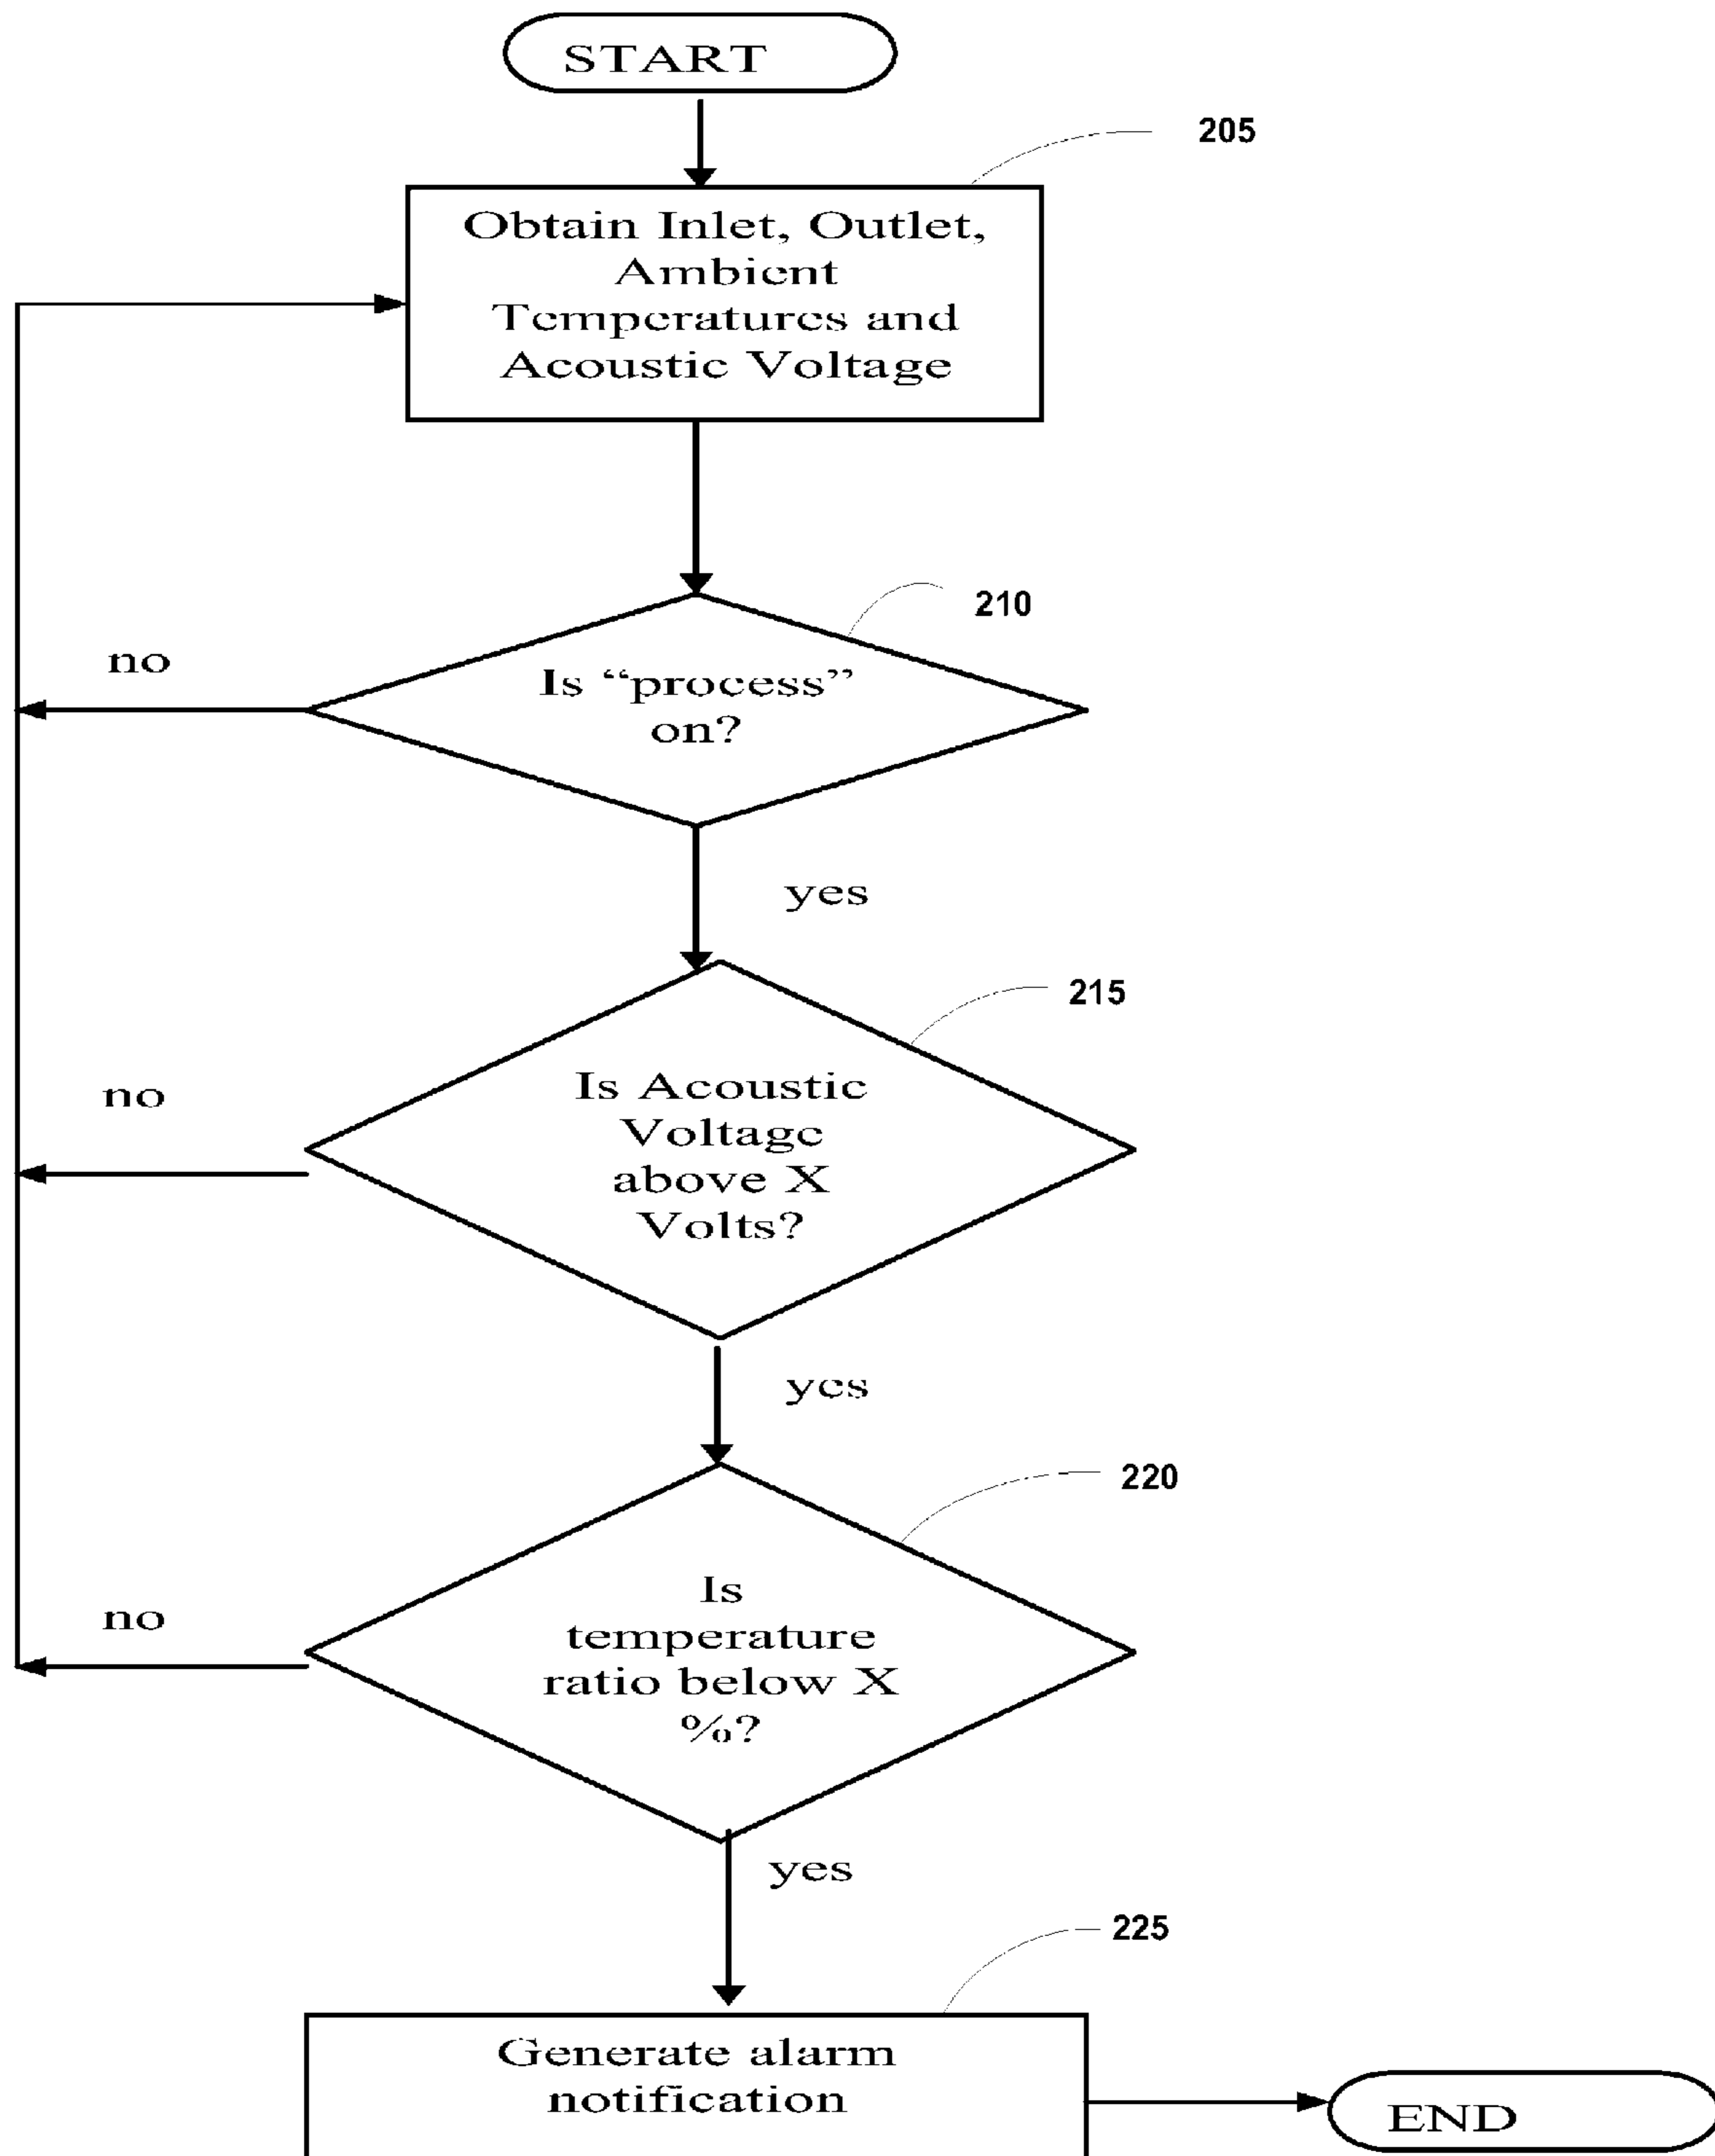 START
205
Obtain Inlet, Outlet,
Ambient
Temperatures and
Acoustic Voltage
210
no
Is “process”
on?
yes
215
no
Is Acoustic
Voltage
above X
Volts?
yes
220
no
Is
temperature
ratio below X
%?
yes
225
Generate alarm
notification
END